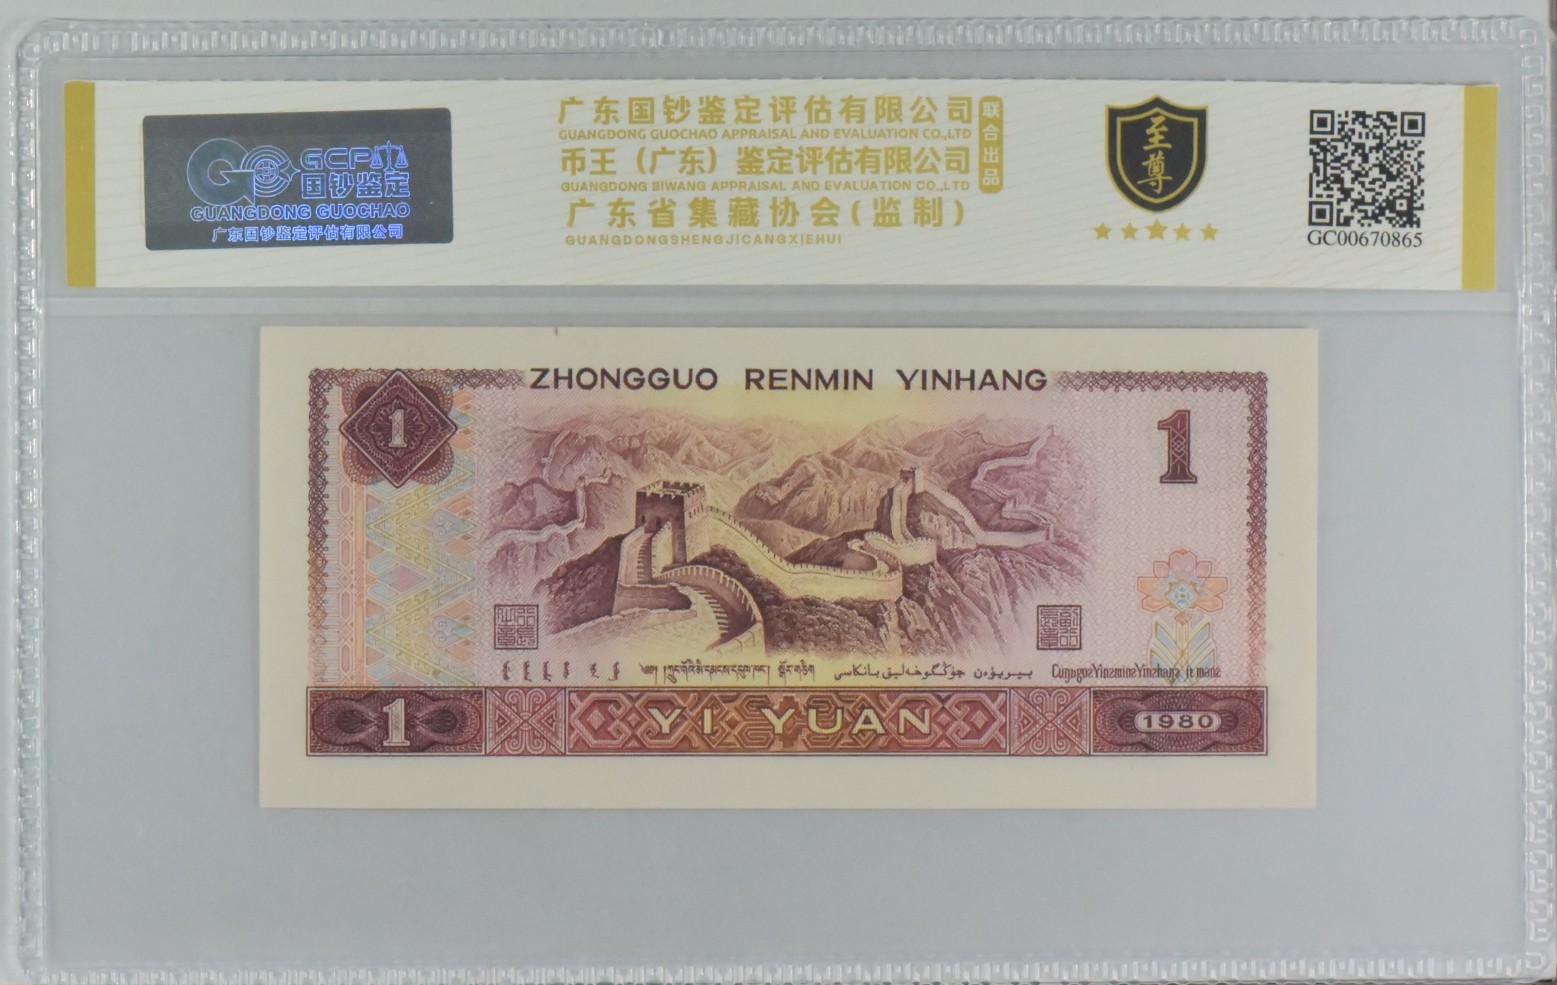 GCP
国钞鉴定
GUANGDONG GUOCHAO
广东国钞鉴定评估有限公司
广东国钞鉴定评估有限公司
GUANGDONG GUOCHAO APPRAISAL AND EVALUATION CO.,LTD
币王（广东）鉴定评估有限公司
GUANGDONG BIWANG APPRAISAL AND EVALUATION CO.,LTD
广东省集藏协会(监制)
GUANGDONGSHENGJICANGXIEHUI
联合出品
至尊
GC00670865
ZHONGGUO RENMIN YINHANG
1
1
1
YI YUAN
1980